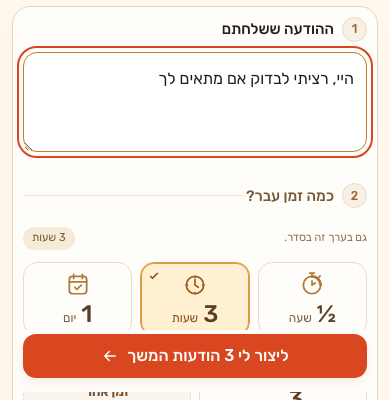 1 ההודעה ששלחתם
היי, רציתי לבדוק אם מתאים לך
2 כמה זמן עבר?
גם בערך זה בסדר. 3 שעות
½ שעה 3 שעות 1 יום
ליצור לי 3 הודעות המשך ←
3